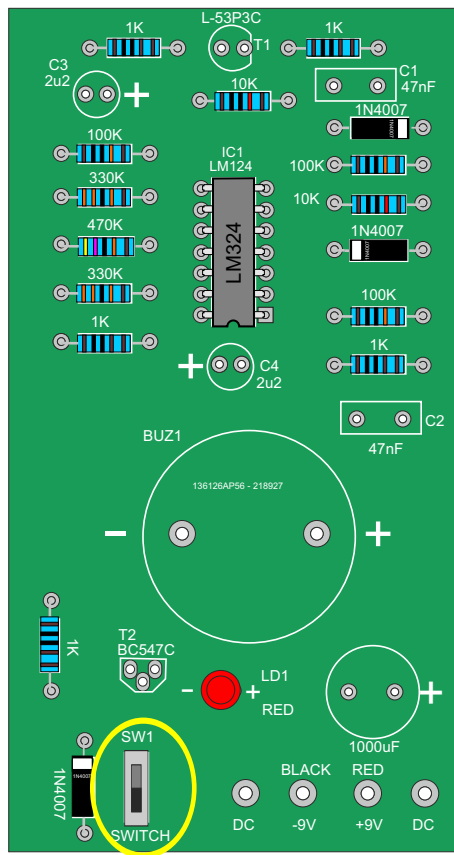 L-53P3C
1K
T1
1K
C3
2u2
10K
C1
47nF
1N4007
100K
IC1
LM124
100K
330K
LM324
10K
470K
1N4007
1N4007
330K
100K
1K
1K
C4
2u2
C2
47nF
BUZ1
136126AP56 - 218927
1K
T2
BC547C
LD1
RED
1000uF
SW1
1N4007
1N4007
SWITCH
BLACK
RED
DC
-9V
+9V
DC